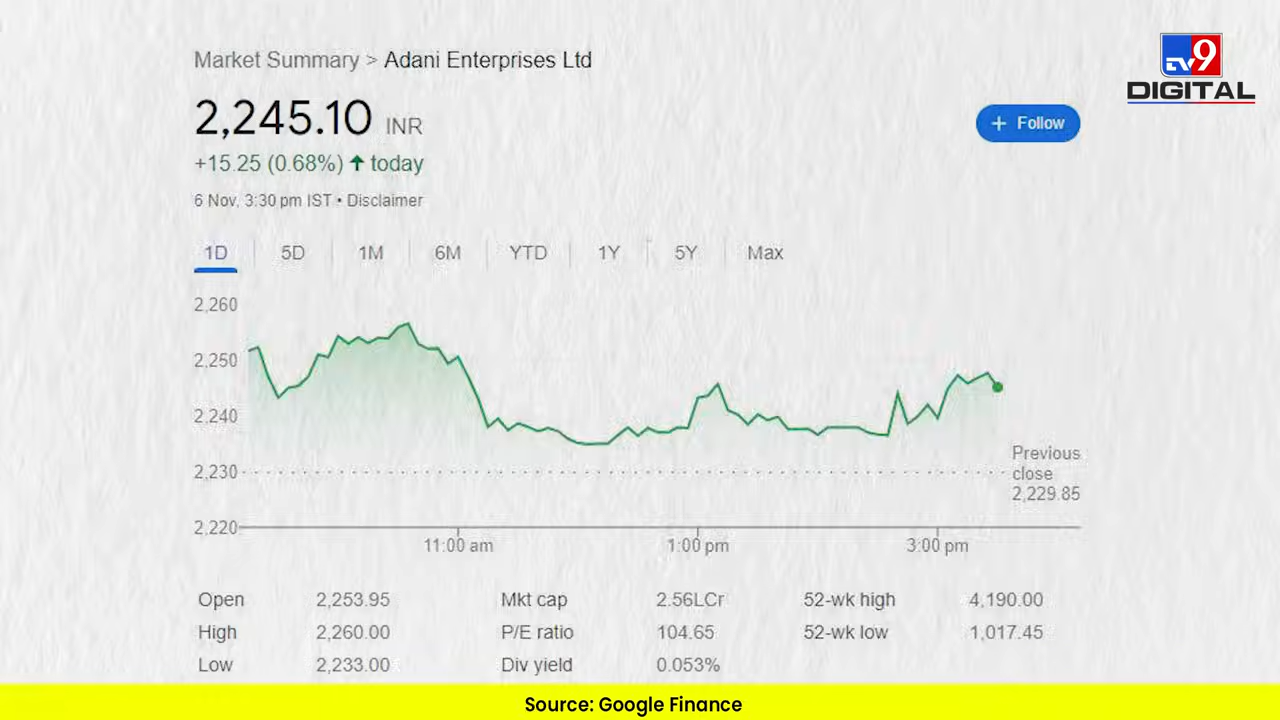 TV9
DIGITAL
Market Summary > Adani Enterprises Ltd
2,245.10 INR
+ Follow
+15.25 (0.68%) ↑ today
6 Nov, 3:30 pm IST • Disclaimer
1D 5D 1M 6M YTD 1Y 5Y Max
2,260
2,250
2,240
2,230
2,220
Previous
close
2,229.85
11:00 am 1:00 pm 3:00 pm
Open 2,253.95 Mkt cap 2.56LCr 52-wk high 4,190.00
High 2,260.00 P/E ratio 104.65 52-wk low 1,017.45
Low 2,233.00 Div yield 0.053%
Source: Google Finance